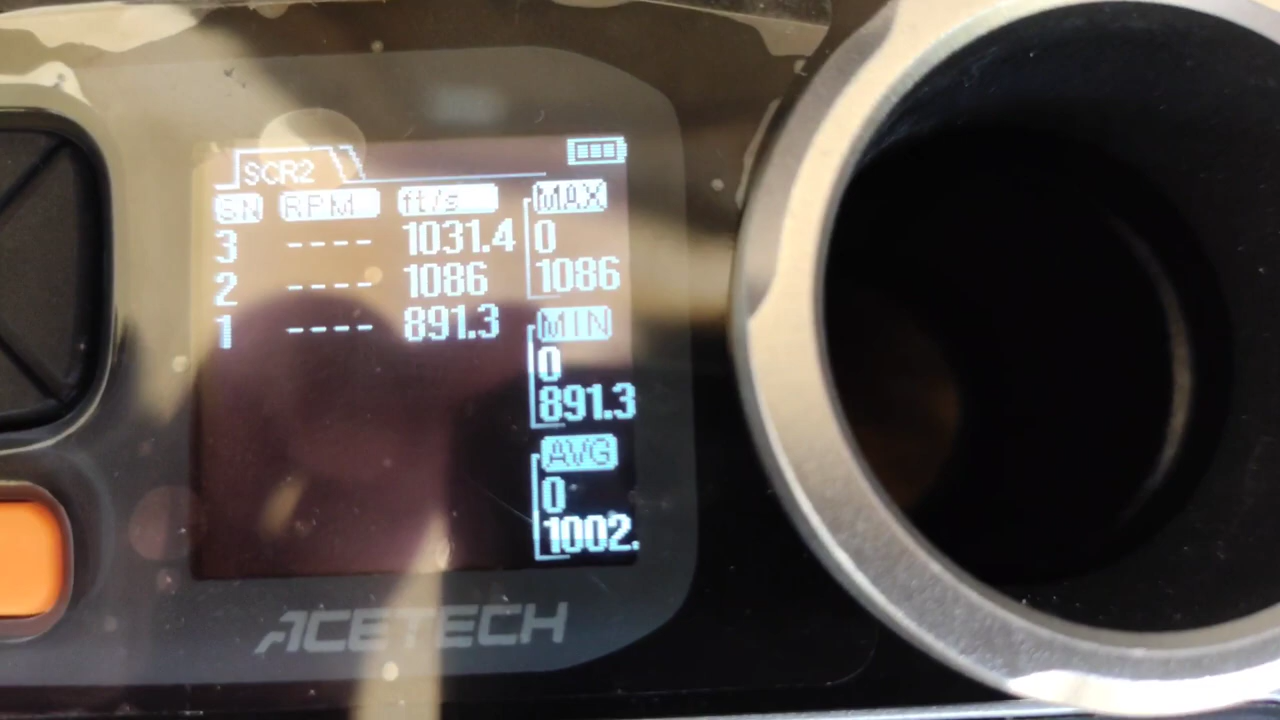 SCR2
SN RPM ft/s MAX
3 ---- 1031.4 0
2 ---- 1086 1086
1 ---- 891.3 MIN
0
891.3
AVG
0
1002.
ACETECH